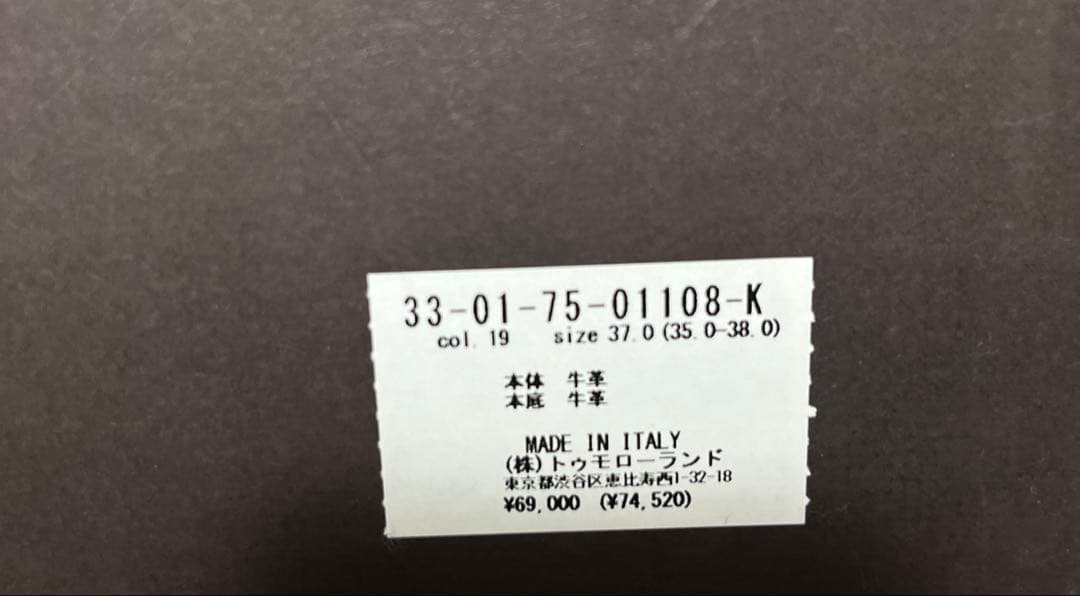 33-01-75-01108-K
col. 19 size 37.0 (35.0-38.0)
本体 牛革
本底 牛革
MADE IN ITALY
(株)トゥモローランド
東京都渋谷区恵比寿西1-32-18
¥69,000 (¥74,520)